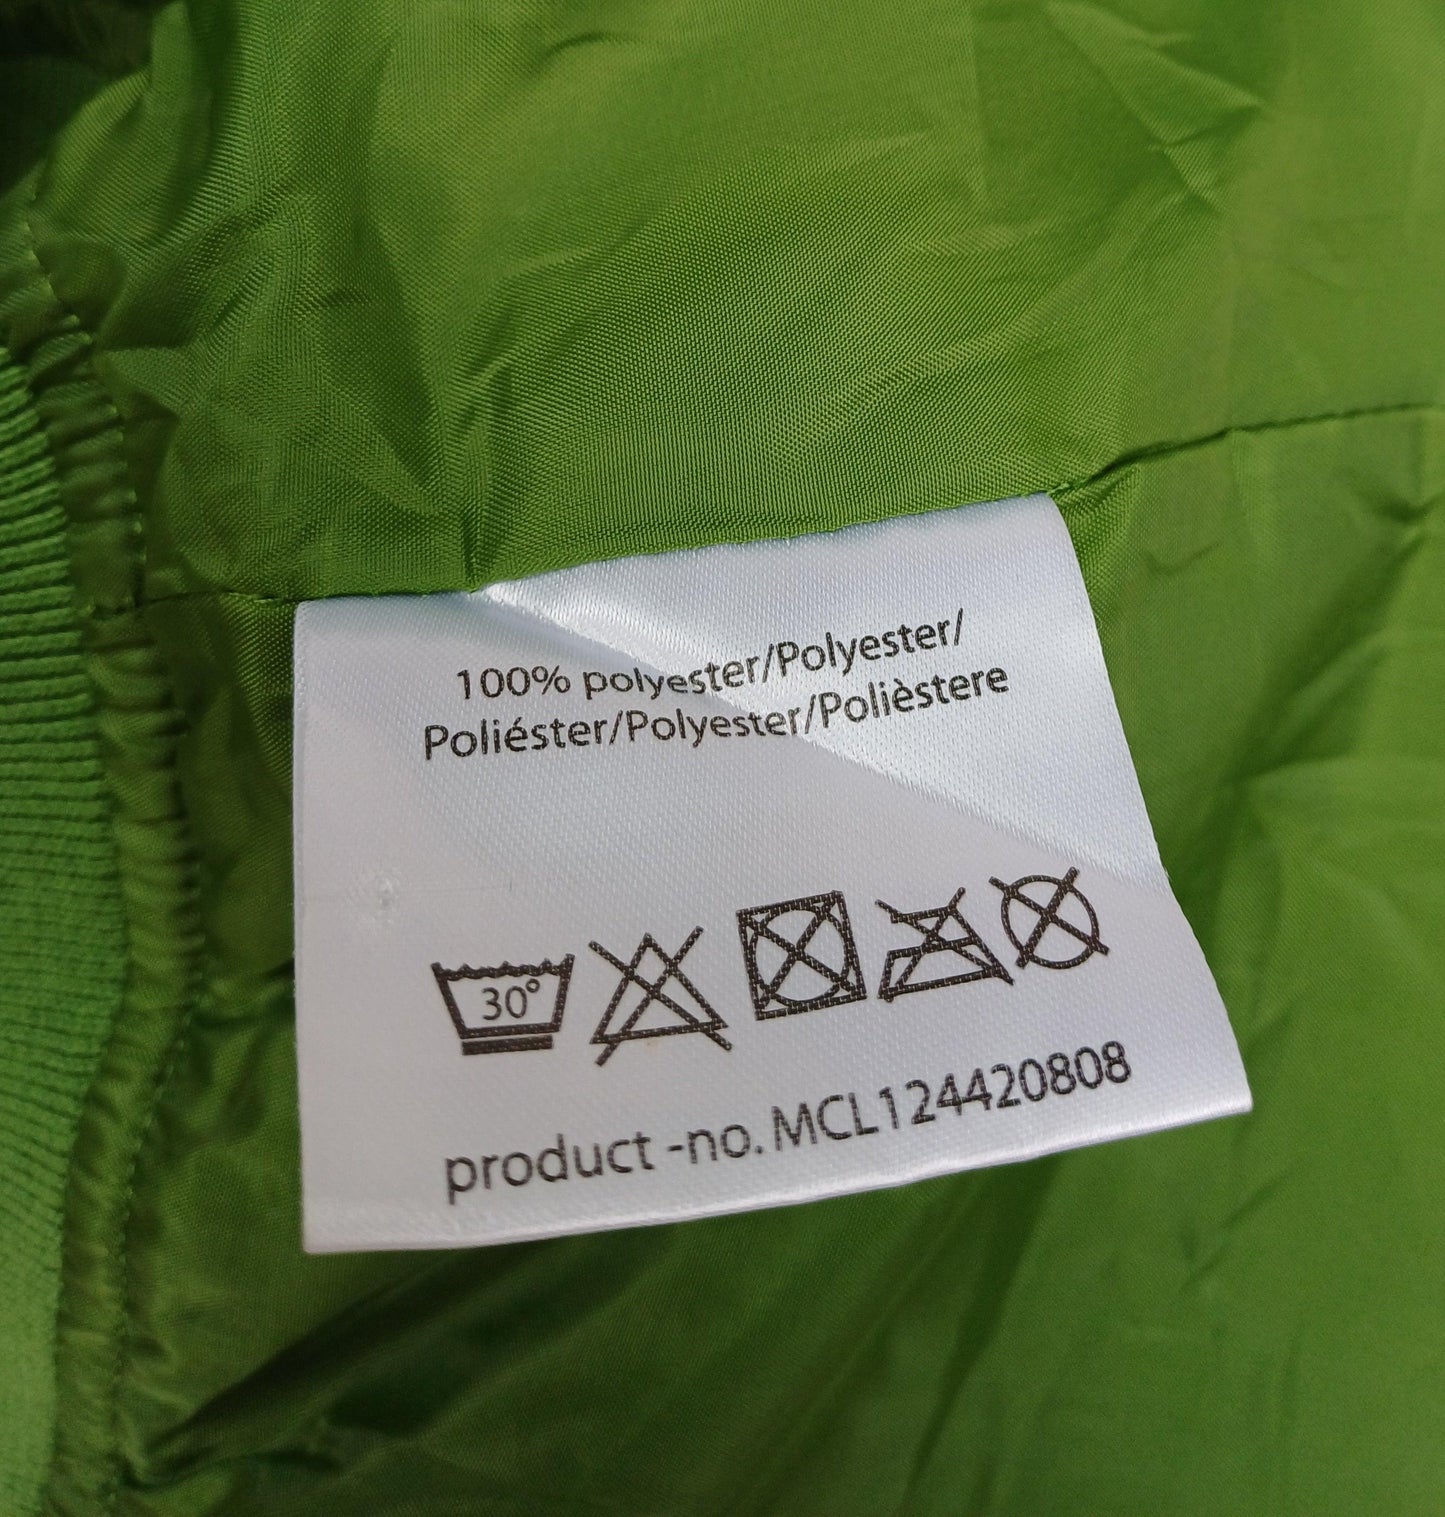 100% polyester/Polyester/
Poliéster/Polyester/Polièstere
30°
product -no. MCL124420808